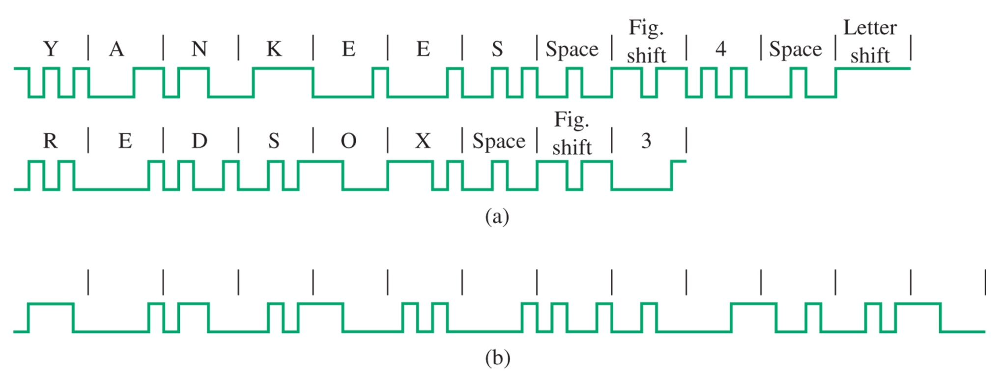 Y | A | N | K | E | E | S | Space | Fig. shift | 4 | Space | Letter shift |
R | E | D | S | O | X | Space | Fig. shift | 3 |
(a)
(b)